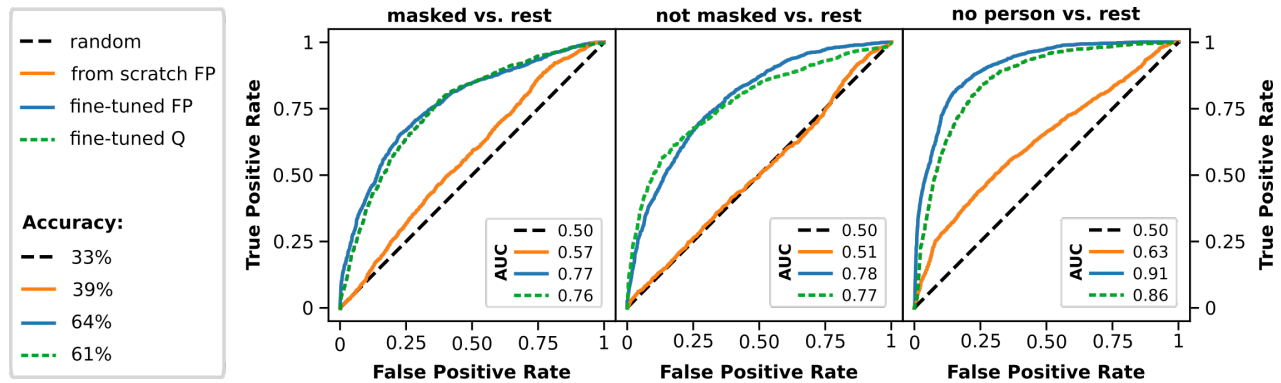 random
from scratch FP
fine-tuned FP
fine-tuned Q
Accuracy:
33%
39%
64%
61%
masked vs. rest
not masked vs. rest
no person vs. rest
True Positive Rate
1
0.75
0.50
0.25
0
AUC
0.50
0.57
0.77
0.76
0 0.25 0.50 0.75 1
False Positive Rate
AUC
0.50
0.51
0.78
0.77
0 0.25 0.50 0.75 1
False Positive Rate
AUC
0.50
0.63
0.91
0.86
0 0.25 0.50 0.75 1
False Positive Rate
1
0.75
0.50
0.25
0
True Positive Rate